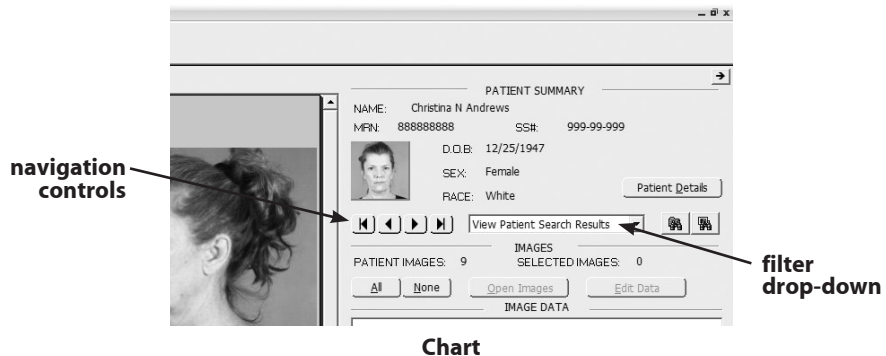 PATIENT SUMMARY
NAME: Christina N Andrews
MRN: 888888888 SS#: 999-99-999
D.O.B: 12/25/1947
SEX: Female
RACE: White
Patient Details
navigation
controls
View Patient Search Results
IMAGES
PATIENT IMAGES: 9 SELECTED IMAGES: 0
filter
drop-down
All None Open Images Edit Data
IMAGE DATA
Chart